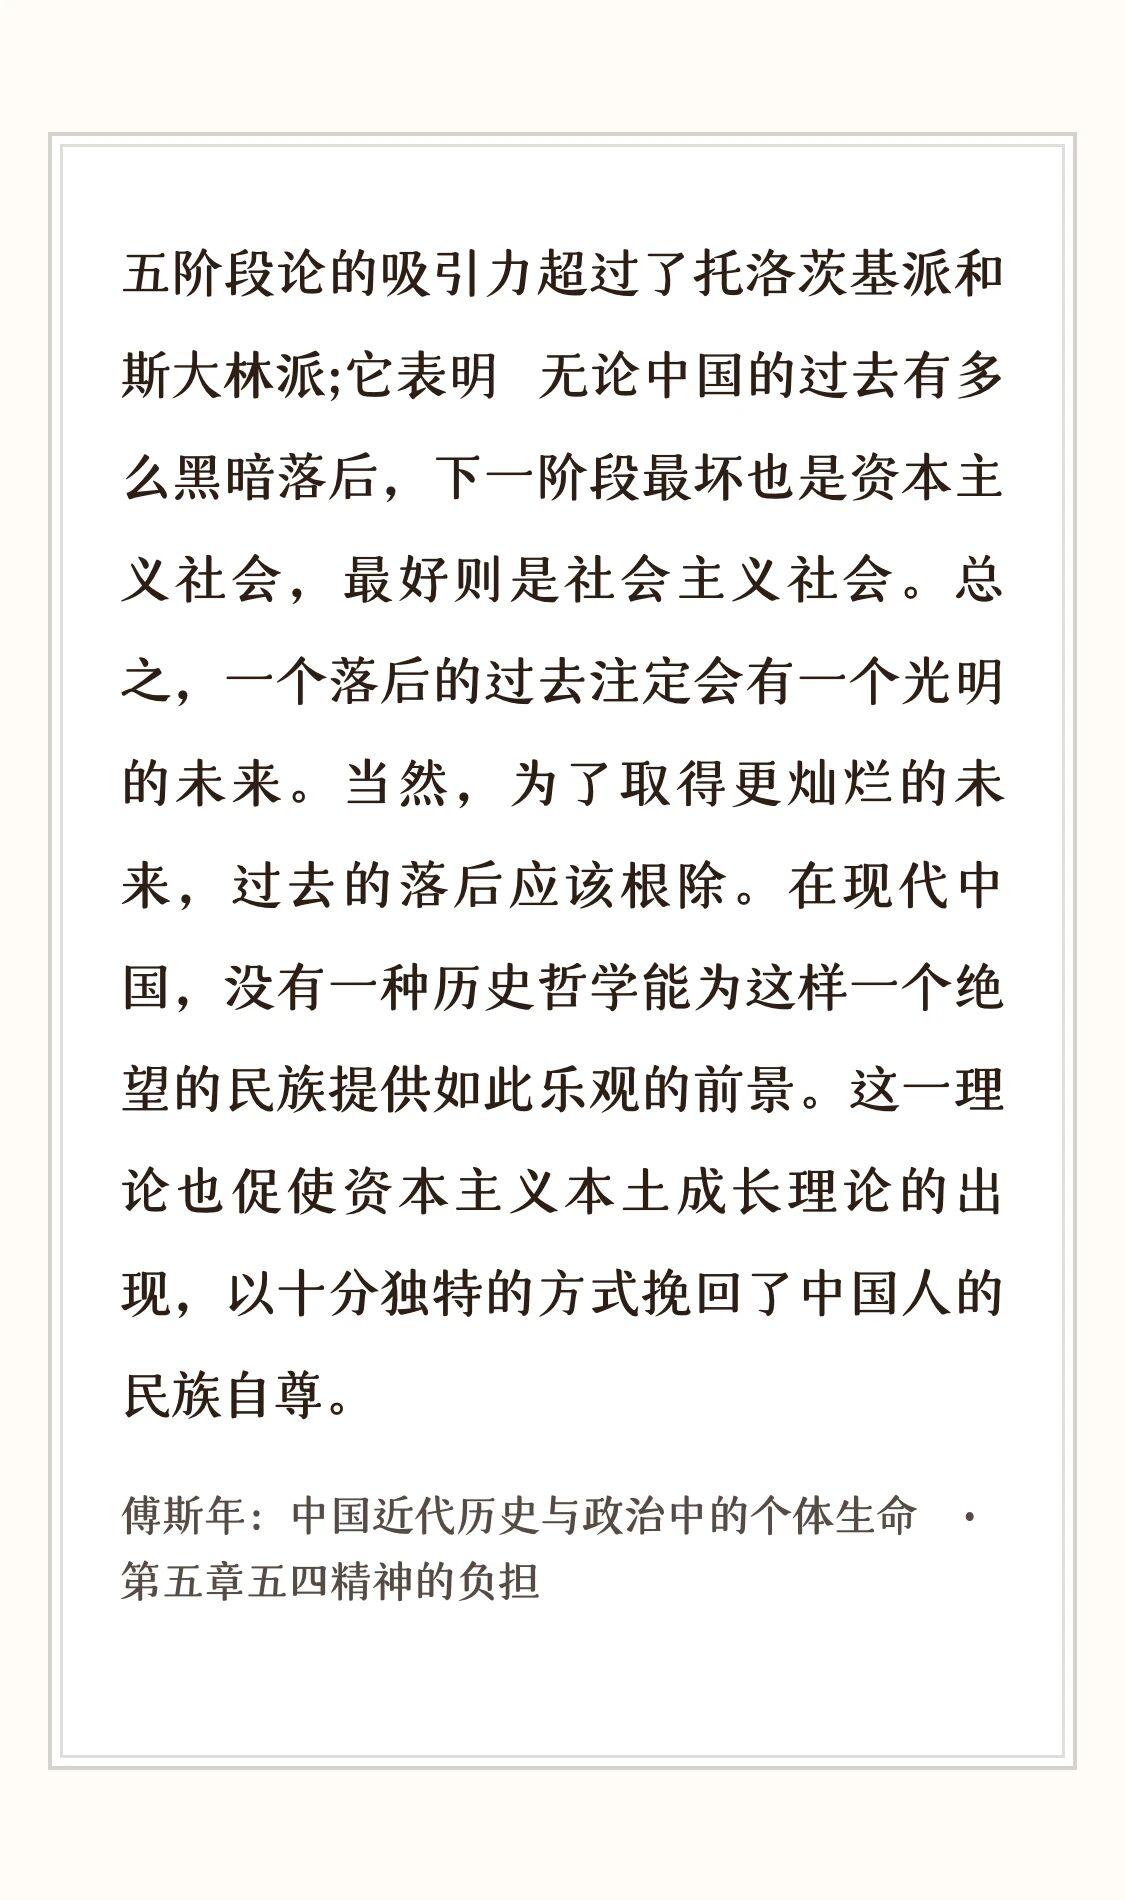 五阶段论的吸引力超过了托洛茨基派和
斯大林派;它表明 无论中国的过去有多
么黑暗落后，下一阶段最坏也是资本主
义社会，最好则是社会主义社会。总
之，一个落后的过去注定会有一个光明
的未来。当然，为了取得更灿烂的未
来，过去的落后应该根除。在现代中
国，没有一种历史哲学能为这样一个绝
望的民族提供如此乐观的前景。这一理
论也促使资本主义本土成长理论的出
现，以十分独特的方式挽回了中国人的
民族自尊。
傅斯年：中国近代历史与政治中的个体生命 ·
第五章五四精神的负担